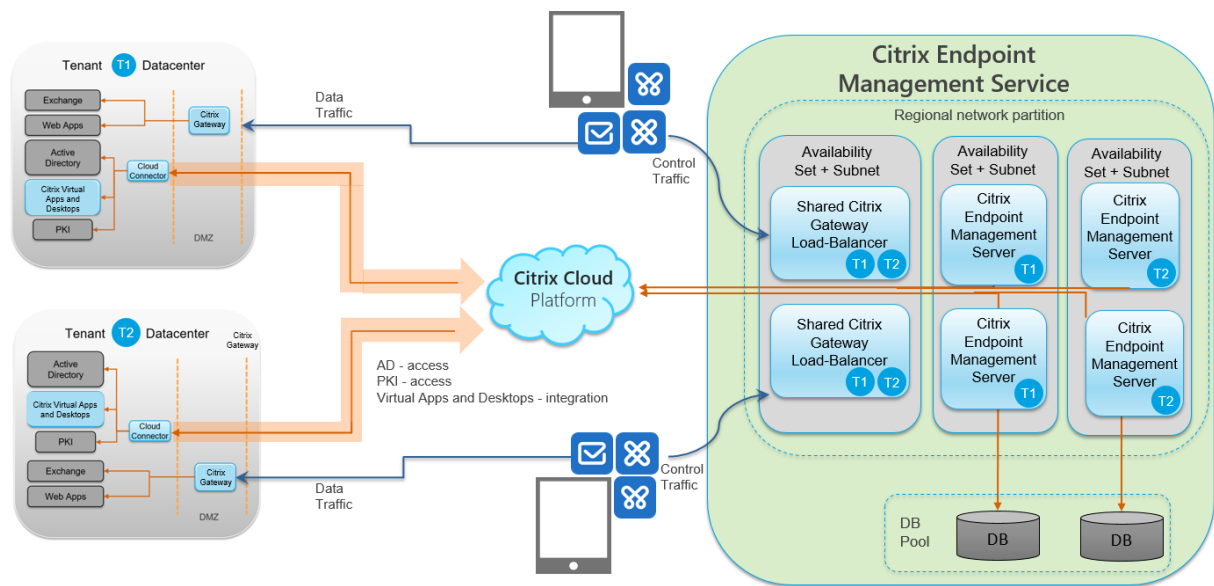 Tenant T1 Datacenter
Exchange
Web Apps
Active
Directory
Citrix Virtual
Apps and
Desktops
PKI
Citrix
Gateway
Cloud
Connector
DMZ
Data
Traffic
Control
Traffic
Tenant T2 Datacenter
Citrix
Gateway
Active
Directory
Citrix Virtual Apps
and Desktops
PKI
Exchange
Web Apps
Cloud
Connector
Citrix
Gateway
DMZ
Citrix Cloud
Platform
AD - access
PKI - access
Virtual Apps and Desktops - integration
Data
Traffic
Control
Traffic
Citrix Endpoint
Management Service
Regional network partition
Availability
Set + Subnet
Shared Citrix
Gateway
Load-Balancer
T1 T2
Shared Citrix
Gateway
Load-Balancer
T1 T2
Availability
Set + Subnet
Citrix
Endpoint
Management
Server
T1
Citrix
Endpoint
Management
Server
T1
Availability
Set + Subnet
Citrix
Endpoint
Management
Server
T2
Citrix
Endpoint
Management
Server
T2
DB
Pool
DB
DB